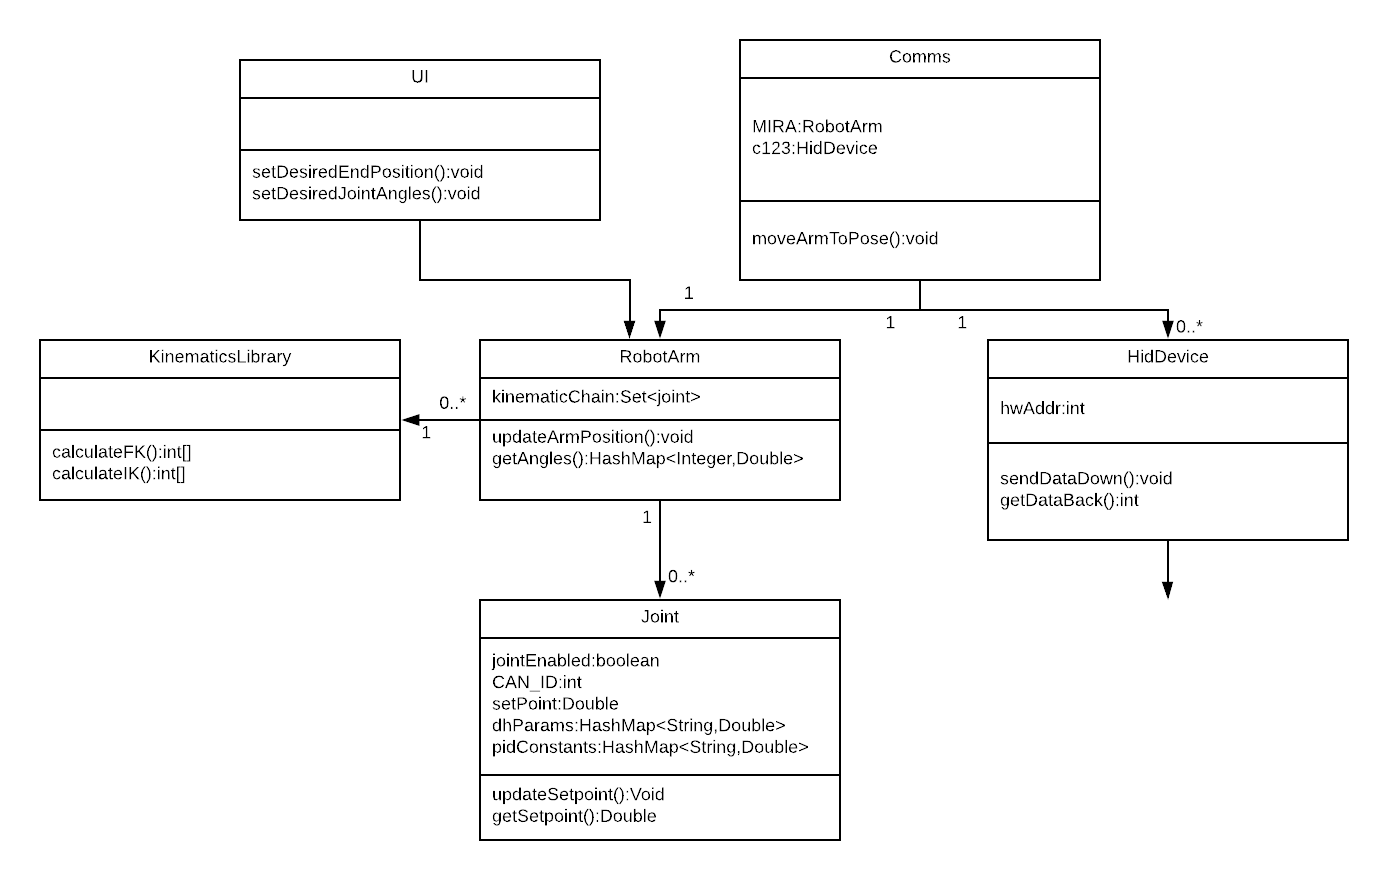 UI
setDesiredEndPosition():void
setDesiredJointAngles():void
Comms
MIRA:RobotArm
c123:HidDevice
moveArmToPose():void
1
1
1
0..*
KinematicsLibrary
calculateFK():int[]
calculateIK():int[]
0..*
1
RobotArm
kinematicChain:Set<joint>
updateArmPosition():void
getAngles():HashMap<Integer,Double>
HidDevice
hwAddr:int
sendDataDown():void
getDataBack():int
1
0..*
Joint
jointEnabled:boolean
CAN_ID:int
setPoint:Double
dhParams:HashMap<String,Double>
pidConstants:HashMap<String,Double>
updateSetpoint():Void
getSetpoint():Double